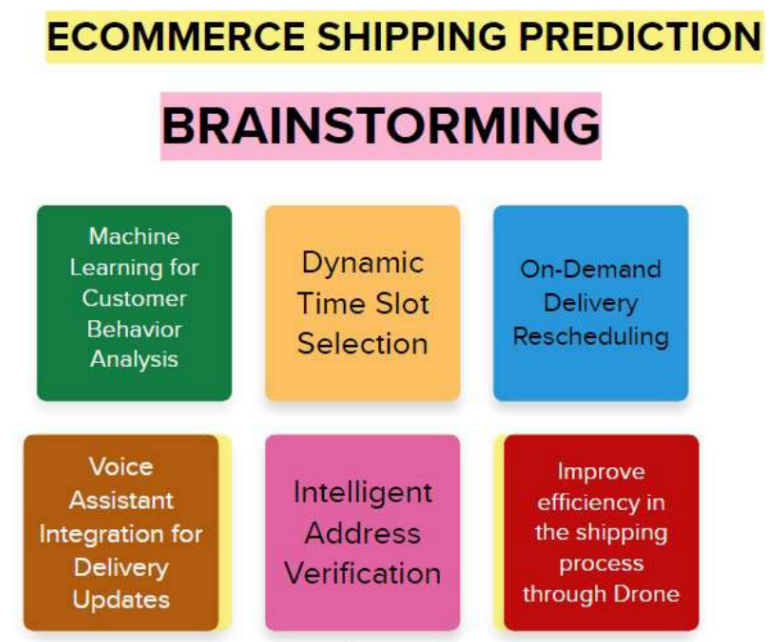 ECOMMERCE SHIPPING PREDICTION
BRAINSTORMING
Machine
Learning for
Customer
Behavior
Analysis
Dynamic
Time Slot
Selection
On-Demand
Delivery
Rescheduling
Voice
Assistant
Integration for
Delivery
Updates
Intelligent
Address
Verification
Improve
efficiency in
the shipping
process
through Drone